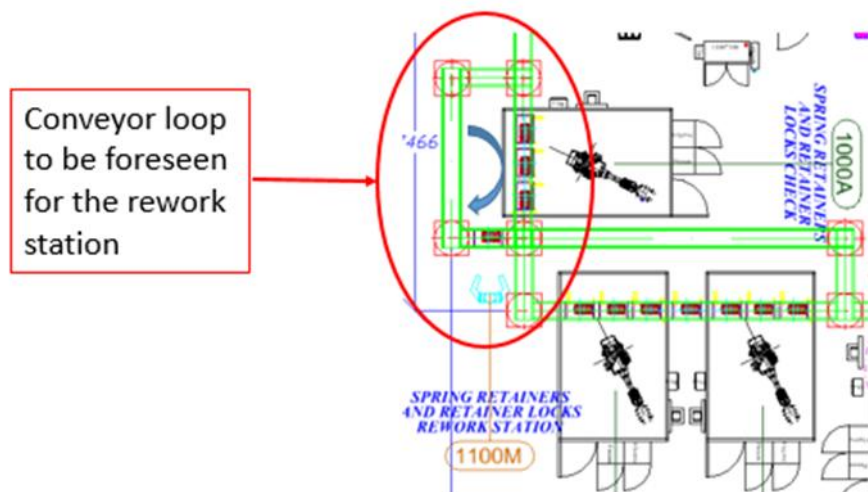 Conveyor loop
to be foreseen
for the rework
station
466
SPRING RETAINERS
AND RETAINER
LOCKS CHECK
1000A
SPRING RETAINERS
AND RETAINER LOCKS
REWORK STATION
1100M